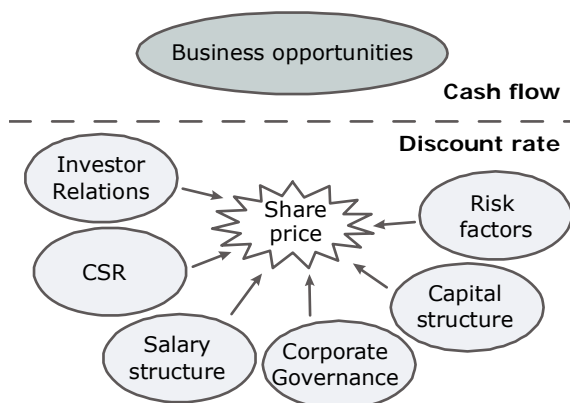 Business opportunities
Cash flow
Discount rate
Investor
Relations
Share
price
Risk
factors
CSR
Capital
structure
Salary
structure
Corporate
Governance